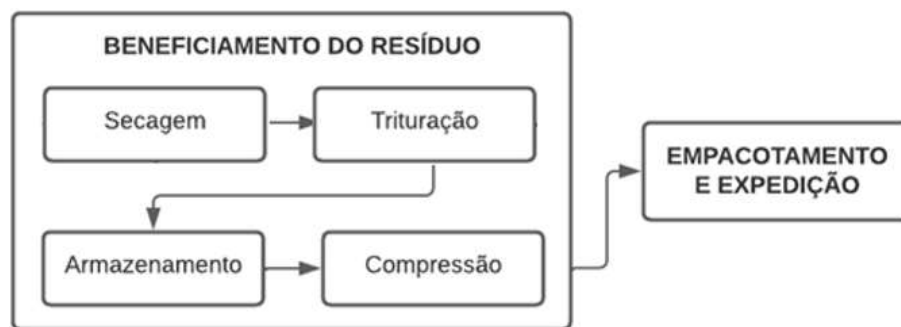 BENEFICIAMENTO DO RESÍDUO
Secagem
Trituração
Armazenamento
Compressão
EMPACOTAMENTO
E EXPEDIÇÃO